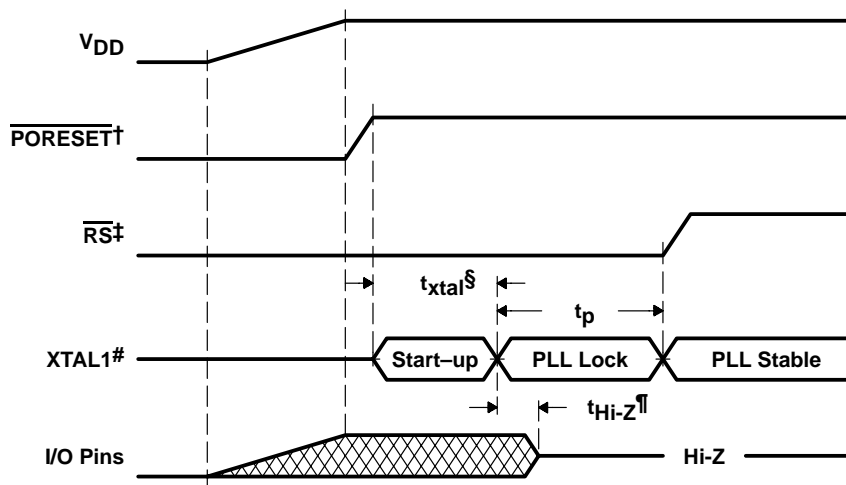 VDD
PORESET†
RS‡
txtal§
tp
XTAL1# Start–up PLL Lock PLL Stable
tHi-Z¶
I/O Pins Hi-Z